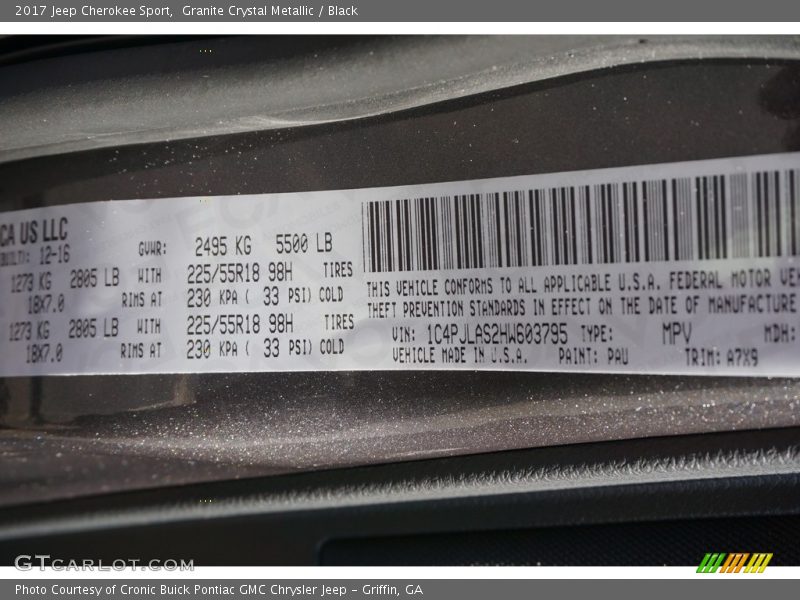 2017 Jeep Cherokee Sport,  Granite Crystal Metallic / Black
CA US LLC
BUILT: 12-16 GVWR: 2495 KG 5500 LB
1273 KG 2805 LB WITH 225/55R18 98H TIRES
18X7.0 RIMS AT 230 KPA ( 33 PSI) COLD
1273 KG 2805 LB WITH 225/55R18 98H TIRES
18X7.0 RIMS AT 230 KPA ( 33 PSI) COLD
THIS VEHICLE CONFORMS TO ALL APPLICABLE U.S.A. FEDERAL MOTOR VE
THEFT PREVENTION STANDARDS IN EFFECT ON THE DATE OF MANUFACTURE
VIN: 1C4PJLAS2HW603795 TYPE: MPV MDH:
VEHICLE MADE IN U.S.A. PAINT: PAU TRIM: A7X9
GTCARLOT.COM
Photo Courtesy of Cronic Buick Pontiac GMC Chrysler Jeep - Griffin, GA